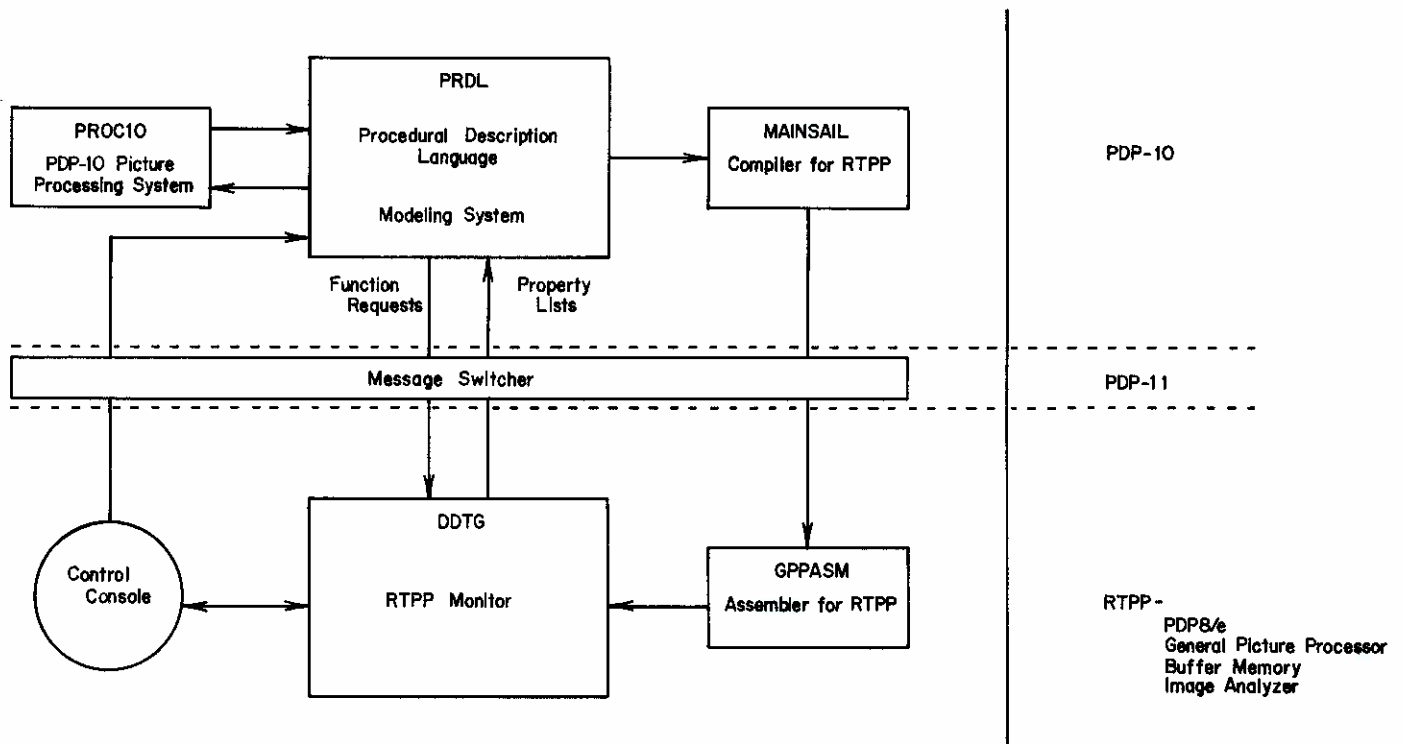 PRDL
Procedural Description
Language
Modeling System
PROC10
PDP-10 Picture
Processing System
MAINSAIL
Compiler for RTPP
PDP-10
Function
Requests
Property
Lists
Message Switcher
PDP-11
DDTG
RTPP Monitor
Control
Console
GPPASM
Assembler for RTPP
RTPP-
PDP8/e
General Picture Processor
Buffer Memory
Image Analyzer